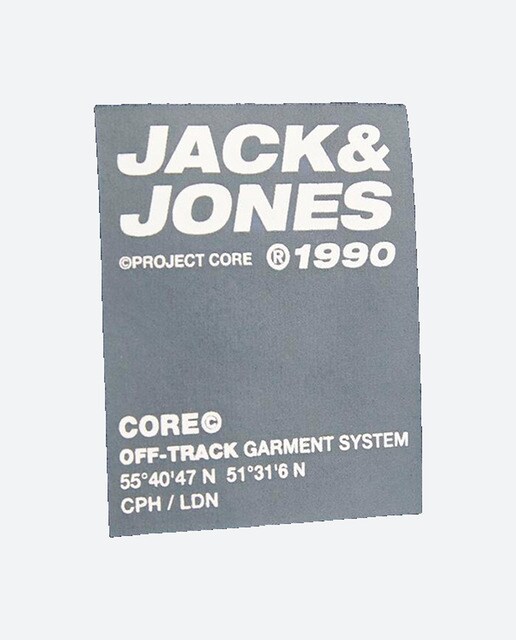 JACK&
JONES
©PROJECT CORE ®1990
CORE©
OFF-TRACK GARMENT SYSTEM
55°40'47 N 51°31'6 N
CPH / LDN